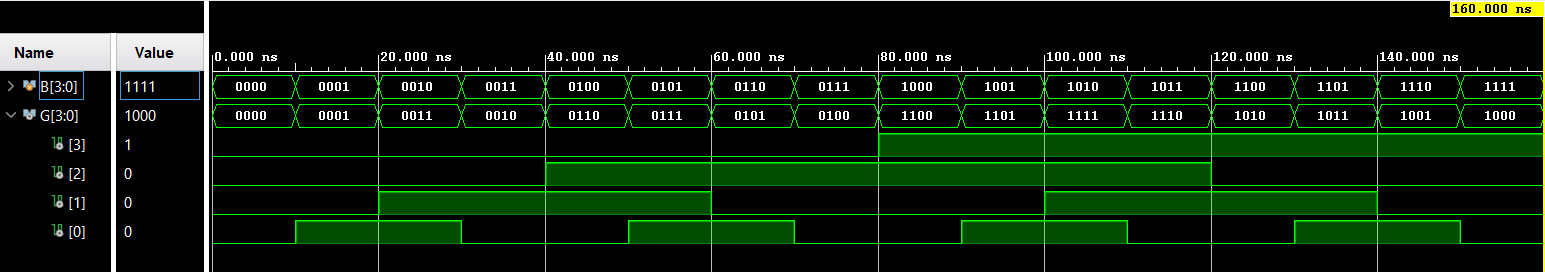 160.000 ns
Name Value
0.000 ns 20.000 ns 40.000 ns 60.000 ns 80.000 ns 100.000 ns 120.000 ns 140.000 ns
B[3:0] 1111 0000 0001 0010 0011 0100 0101 0110 0111 1000 1001 1010 1011 1100 1101 1110 1111
G[3:0] 1000 0000 0001 0011 0010 0110 0111 0101 0100 1100 1101 1111 1110 1010 1011 1001 1000
[3] 1
[2] 0
[1] 0
[0] 0